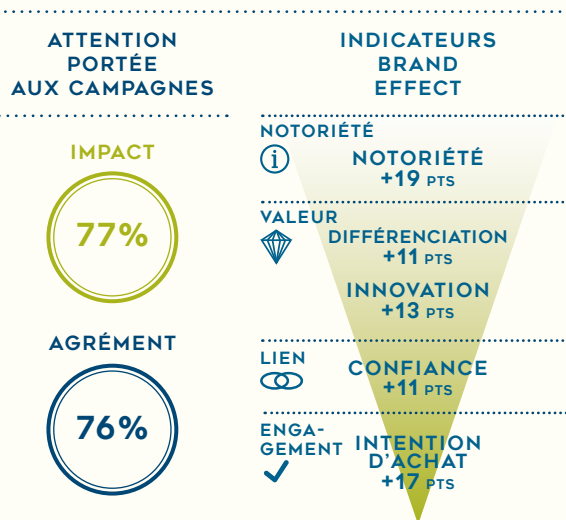 ATTENTION
PORTÉE
AUX CAMPAGNES
IMPACT
77%
AGRÉMENT
76%
INDICATEURS
BRAND
EFFECT
NOTORIÉTÉ
i
NOTORIÉTÉ
+19 PTS
VALEUR
DIFFÉRENCIATION
+11 PTS
INNOVATION
+13 PTS
LIEN
CONFIANCE
+11 PTS
ENGA-
GEMENT
INTENTION
D'ACHAT
+17 PTS